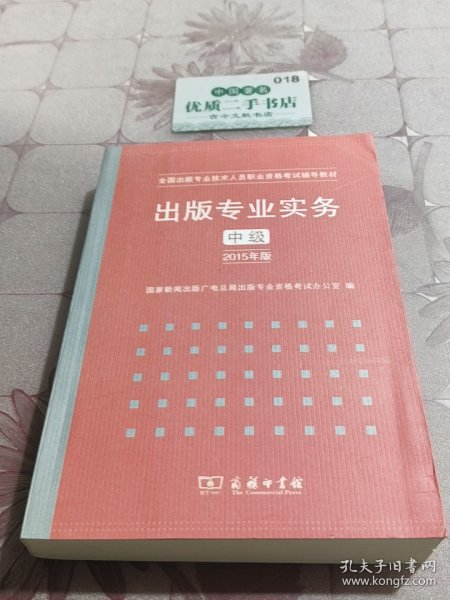 018
中国著名
优质二手书店
古今文献书店
全国出版专业技术人员职业资格考试辅导教材
出版专业实务
中级
2015年版
国家新闻出版广电总局出版专业资格考试办公室 编
商务印书馆
The Commercial Press
孔夫子旧书网
www.kongfz.com